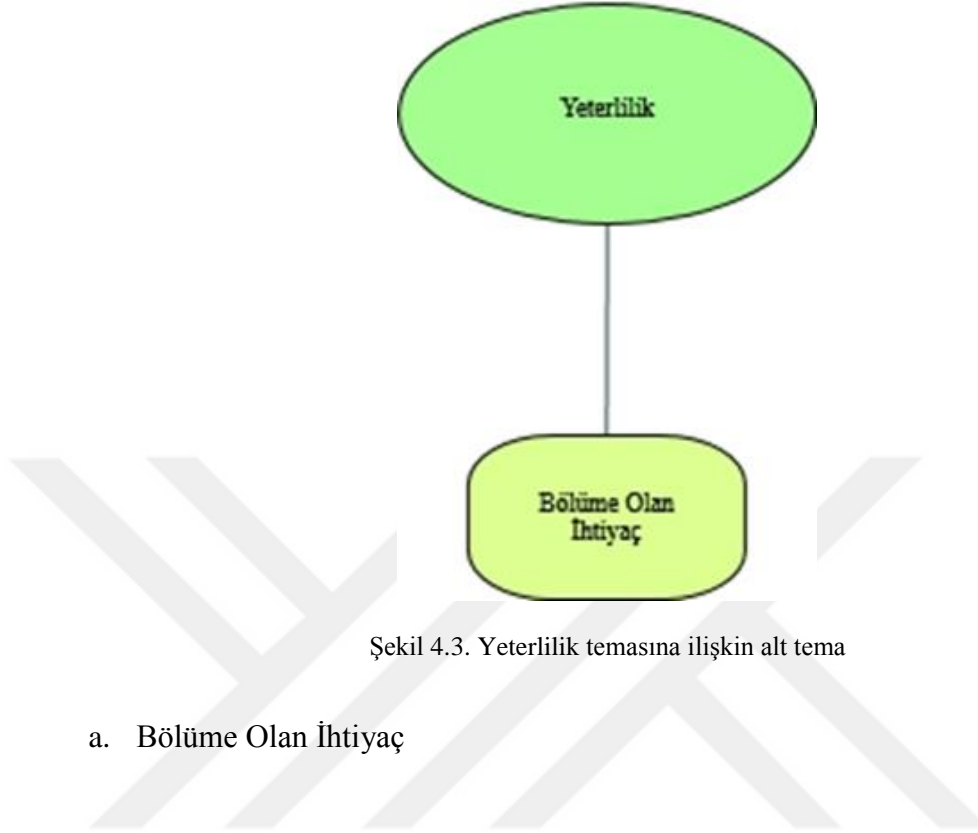 Yeterlilik
Bölüme Olan
İhtiyaç
Şekil 4.3. Yeterlilik temasına ilişkin alt tema
a. Bölüme Olan İhtiyaç